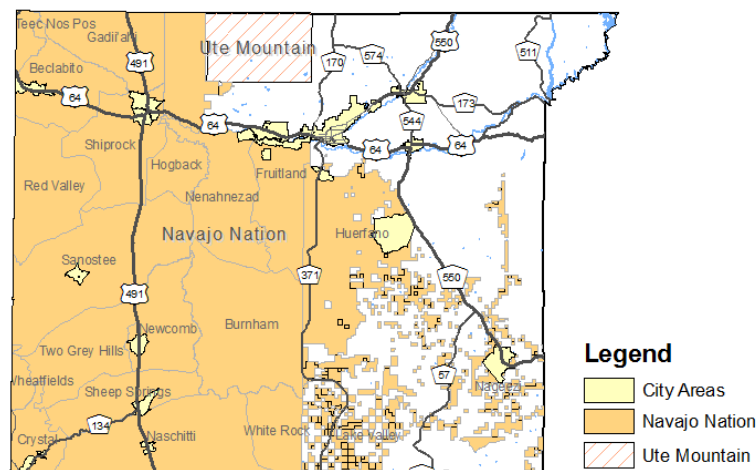 Teec Nos Pos
Gadii'ahi
Beclabito
491
Ute Mountain
550
574
511
170
64
173
64
544
64
64
Shiprock
Hogback
Fruitland
Red Valley
Nenahnezad
Navajo Nation
Huerfano
Sanostee
371
550
491
Newcomb
Burnham
Two Grey Hills
Legend
57
Nageezi
City Areas
Wheatfields
Sheep Springs
Navajo Nation
134
White Rock
Lake Valley
Crystal
Naschitti
Ute Mountain